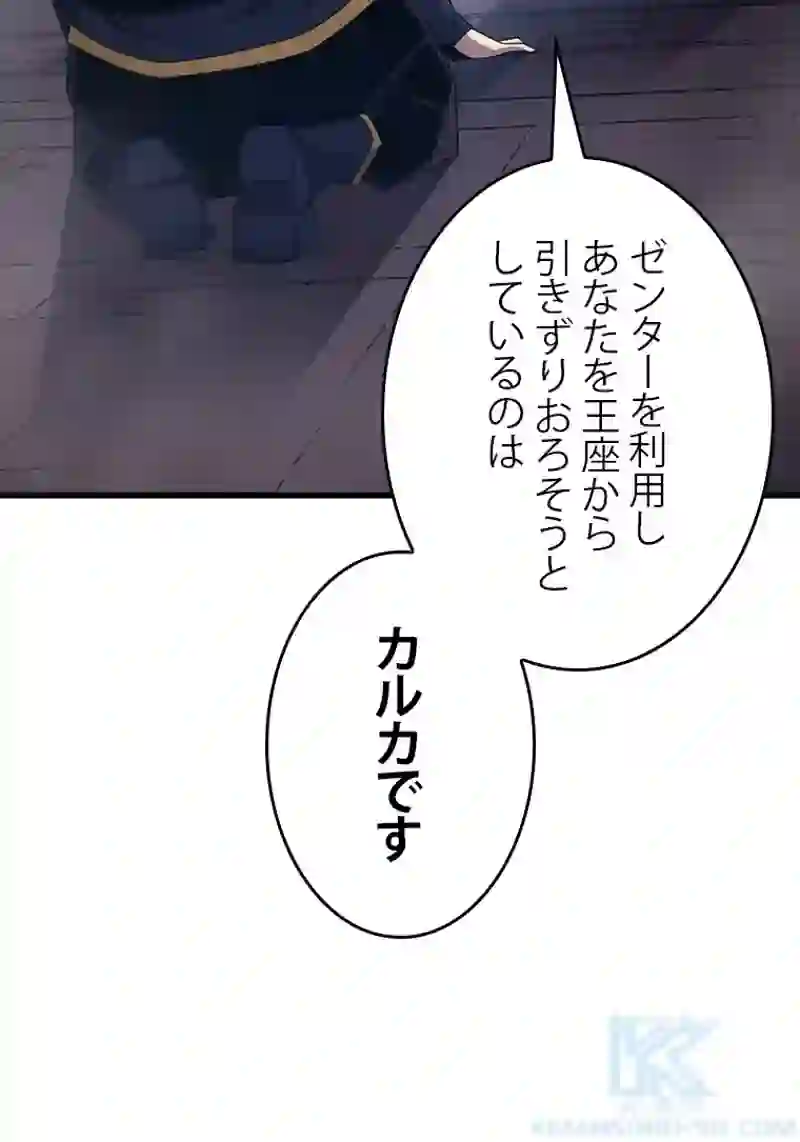 ゼンターを利用し
あなたを王座から
引きずりおろそうと
しているのは
カルカです